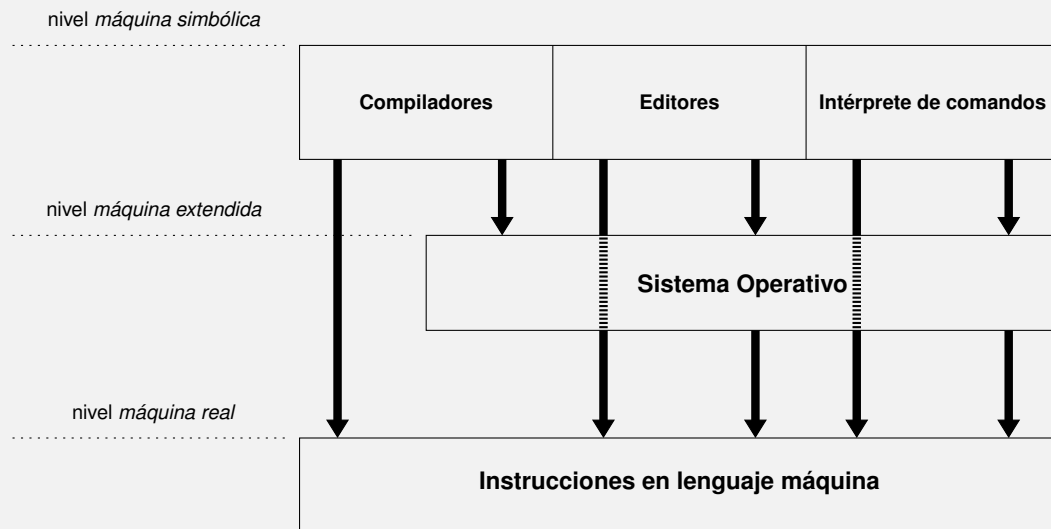 nivel máquina simbólica
Compiladores
Editores
Intérprete de comandos
nivel máquina extendida
Sistema Operativo
nivel máquina real
Instrucciones en lenguaje máquina